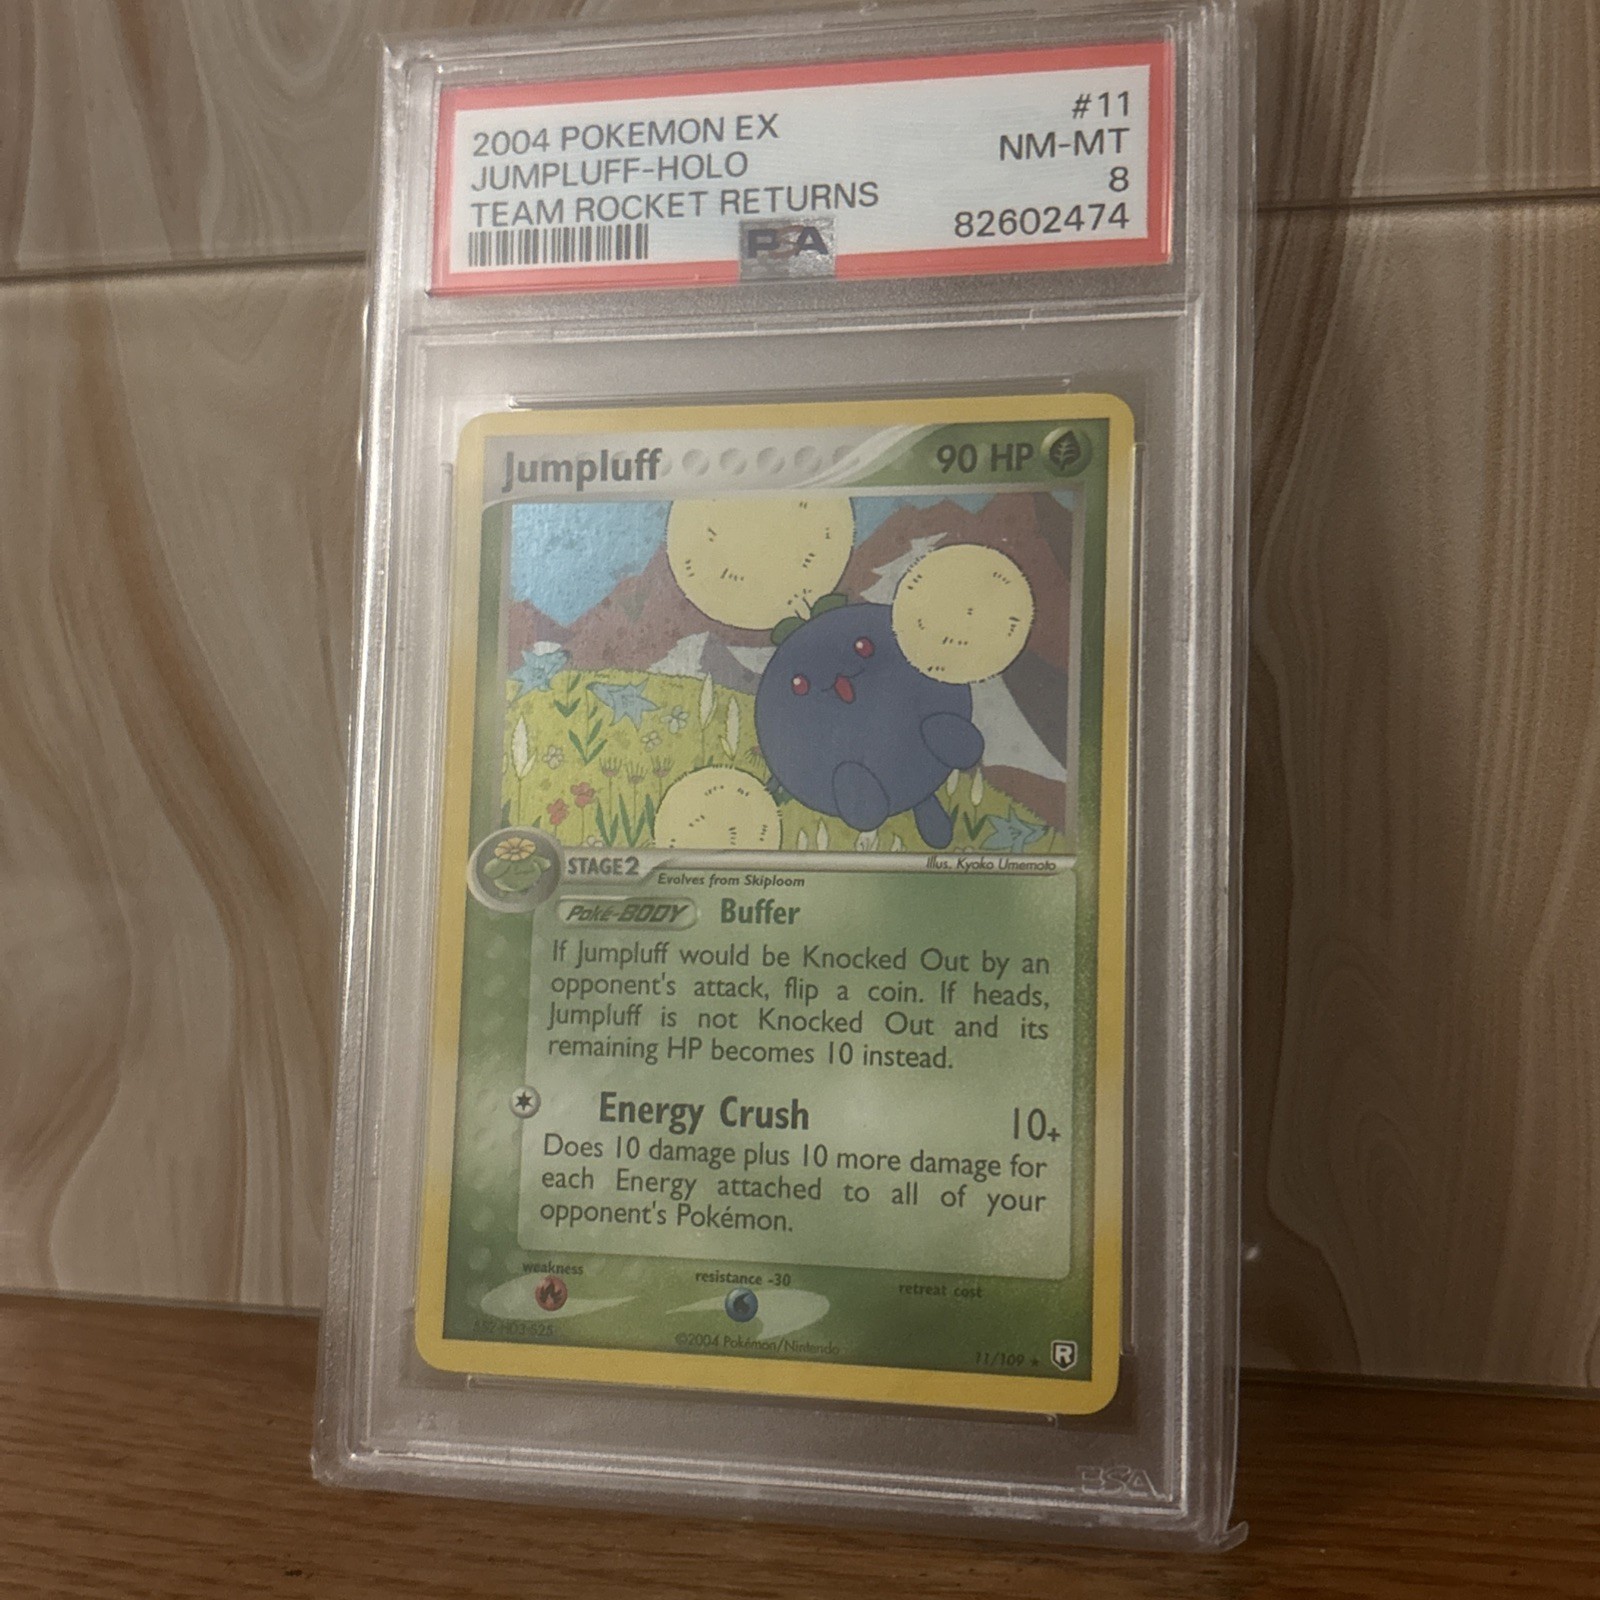 2004 POKEMON EX
#11
JUMPLUFF-HOLO
NM-MT
TEAM ROCKET RETURNS
8
82602474
PSA
Jumpluff
90 HP
STAGE 2
Illus. Kyoko Umemoto
Evolves from Skiploom
Poké-BODY Buffer
If Jumpluff would be Knocked Out by an
opponent's attack, flip a coin. If heads,
Jumpluff is not Knocked Out and its
remaining HP becomes 10 instead.
Energy Crush 10+
Does 10 damage plus 10 more damage for
each Energy attached to all of your
opponent's Pokémon.
weakness
resistance -30
retreat cost
©2004 Pokémon/Nintendo
11/109 ★
R
PSA